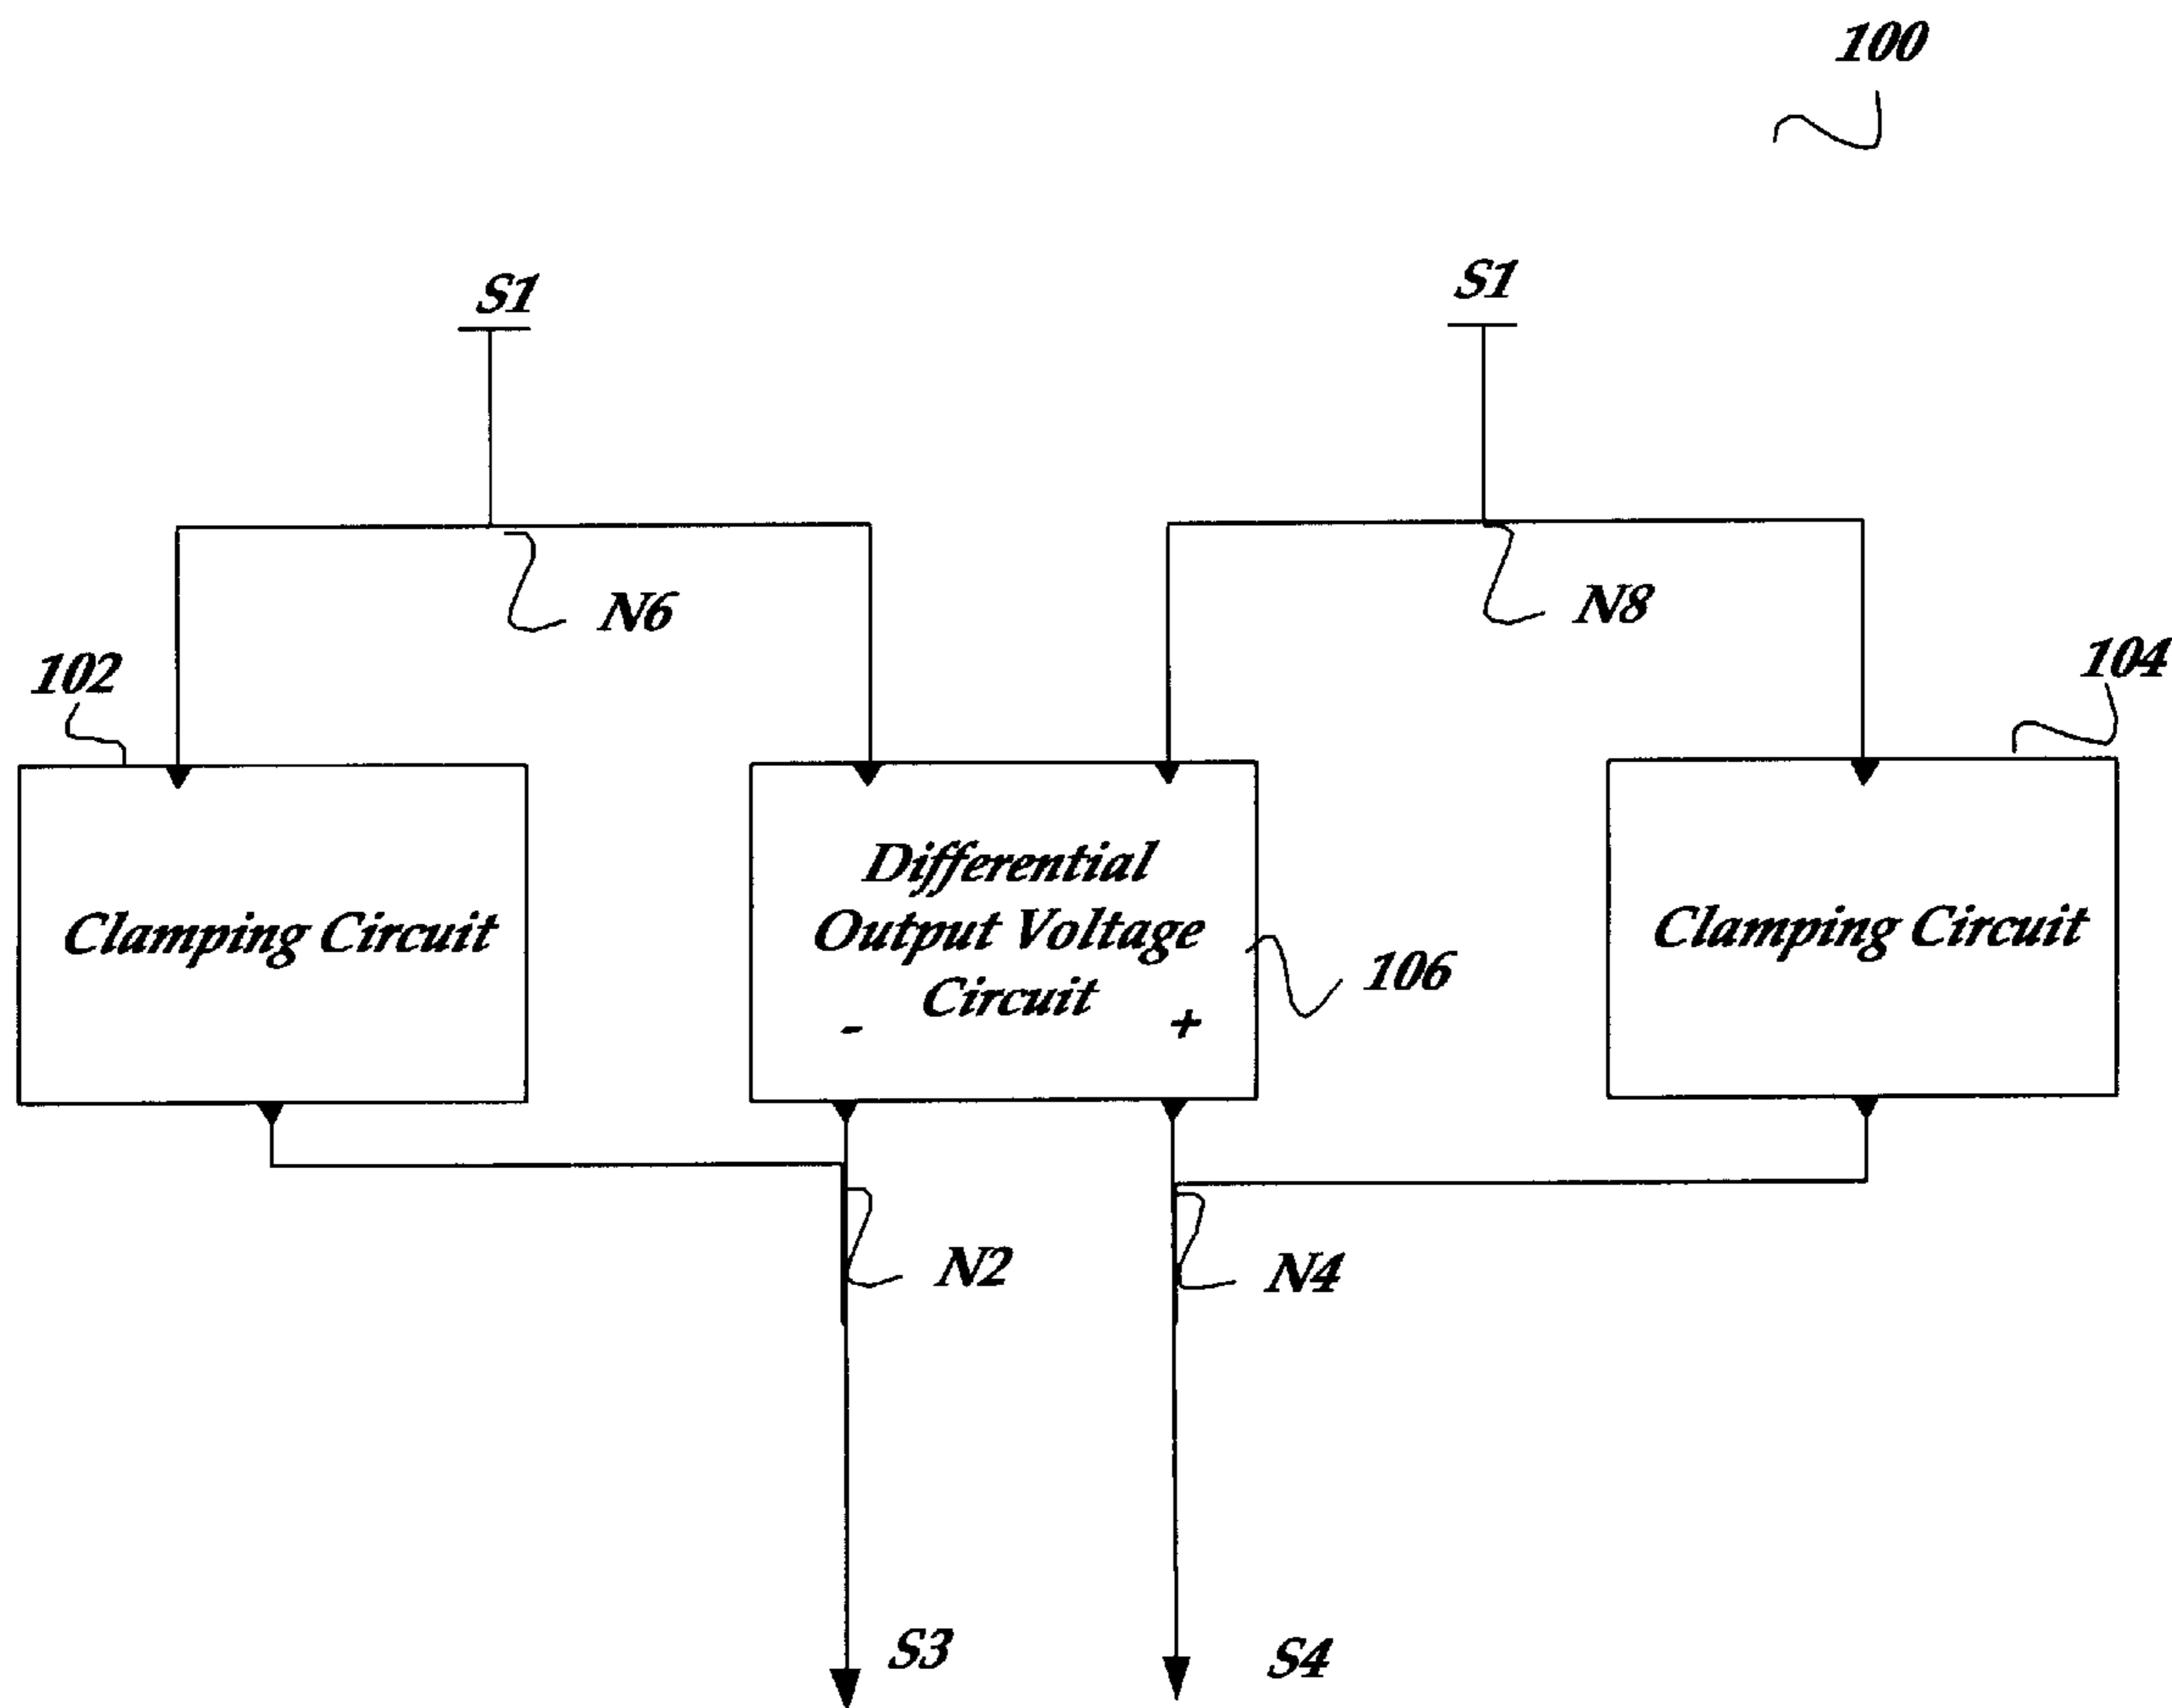 100
S1
S1
N6
N8
102
104
Differential
Output Voltage
Circuit
Clamping Circuit
Clamping Circuit
106
-
+
N2
N4
S3
S4